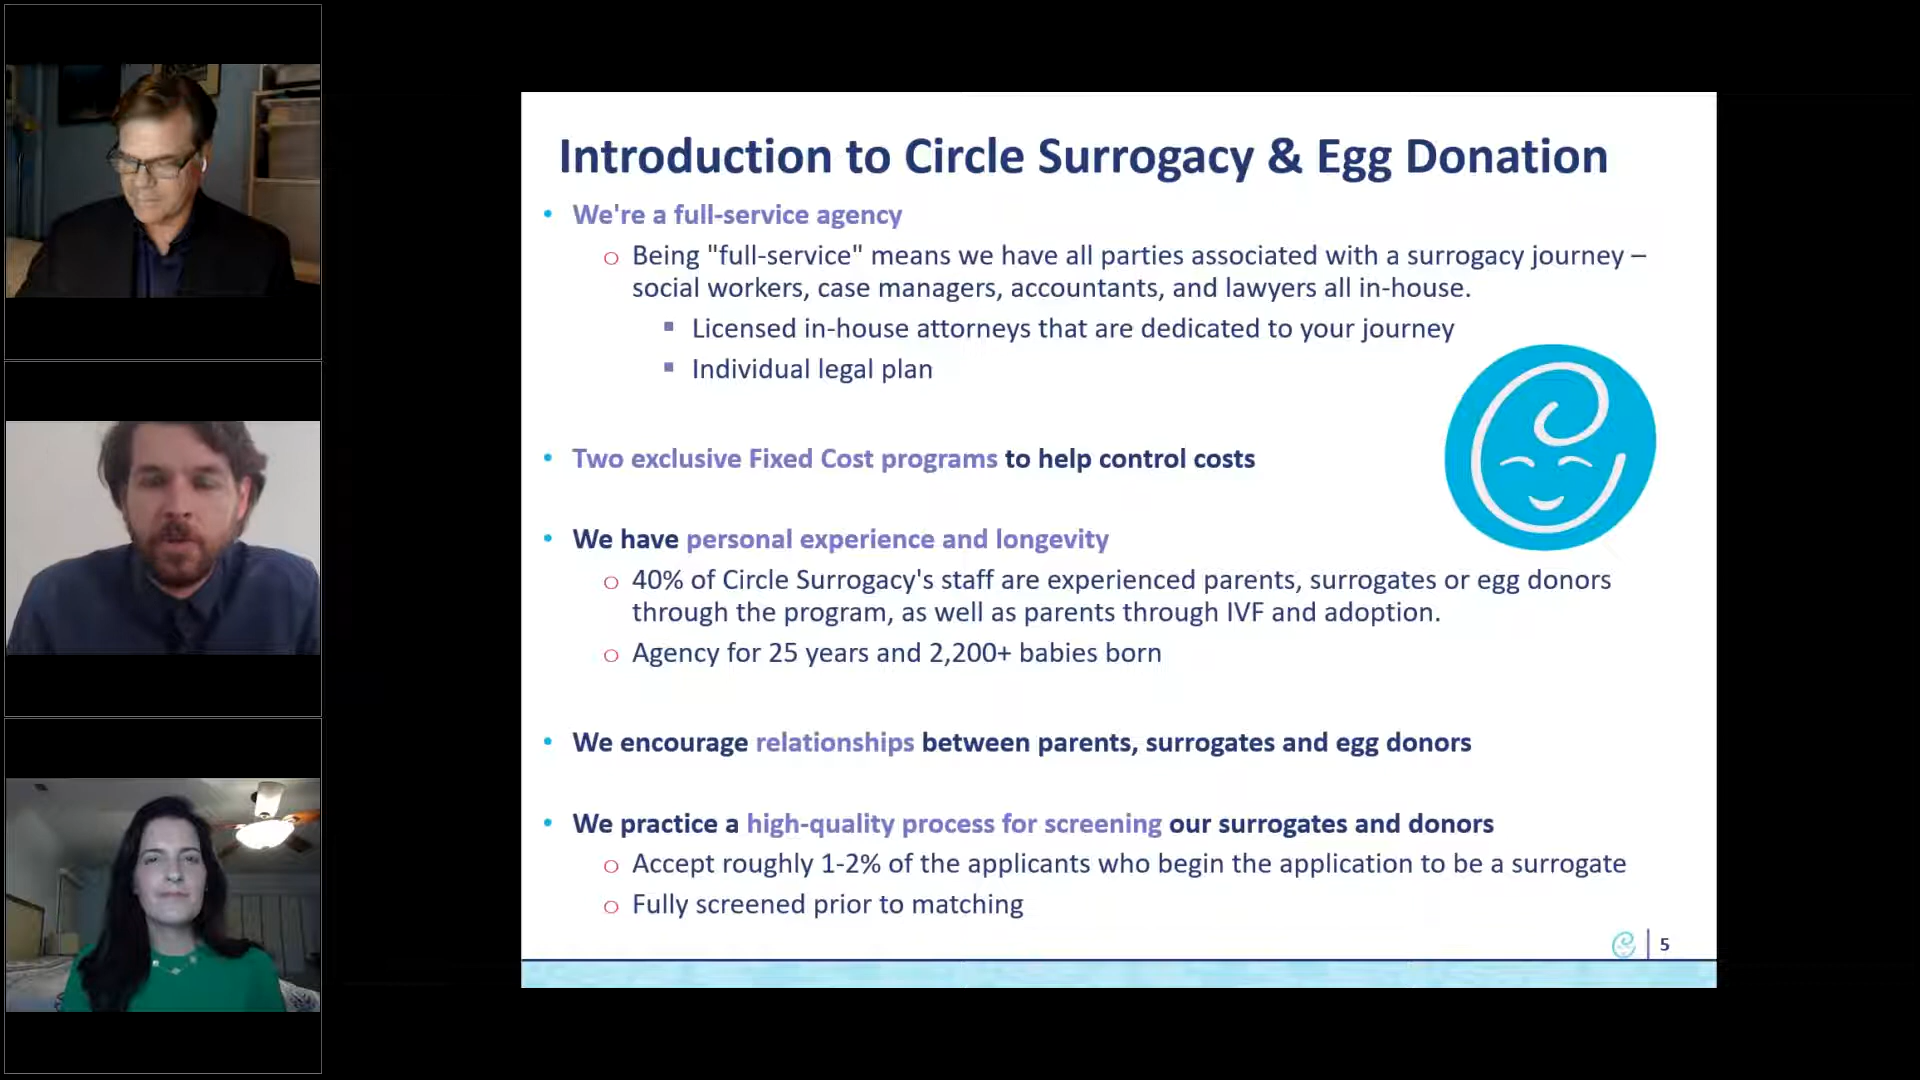 Introduction to Circle Surrogacy & Egg Donation
• We're a full-service agency
o Being "full-service" means we have all parties associated with a surrogacy journey –
social workers, case managers, accountants, and lawyers all in-house.
▪ Licensed in-house attorneys that are dedicated to your journey
▪ Individual legal plan
• Two exclusive Fixed Cost programs to help control costs
• We have personal experience and longevity
o 40% of Circle Surrogacy's staff are experienced parents, surrogates or egg donors
through the program, as well as parents through IVF and adoption.
o Agency for 25 years and 2,200+ babies born
• We encourage relationships between parents, surrogates and egg donors
• We practice a high-quality process for screening our surrogates and donors
o Accept roughly 1-2% of the applicants who begin the application to be a surrogate
o Fully screened prior to matching
5